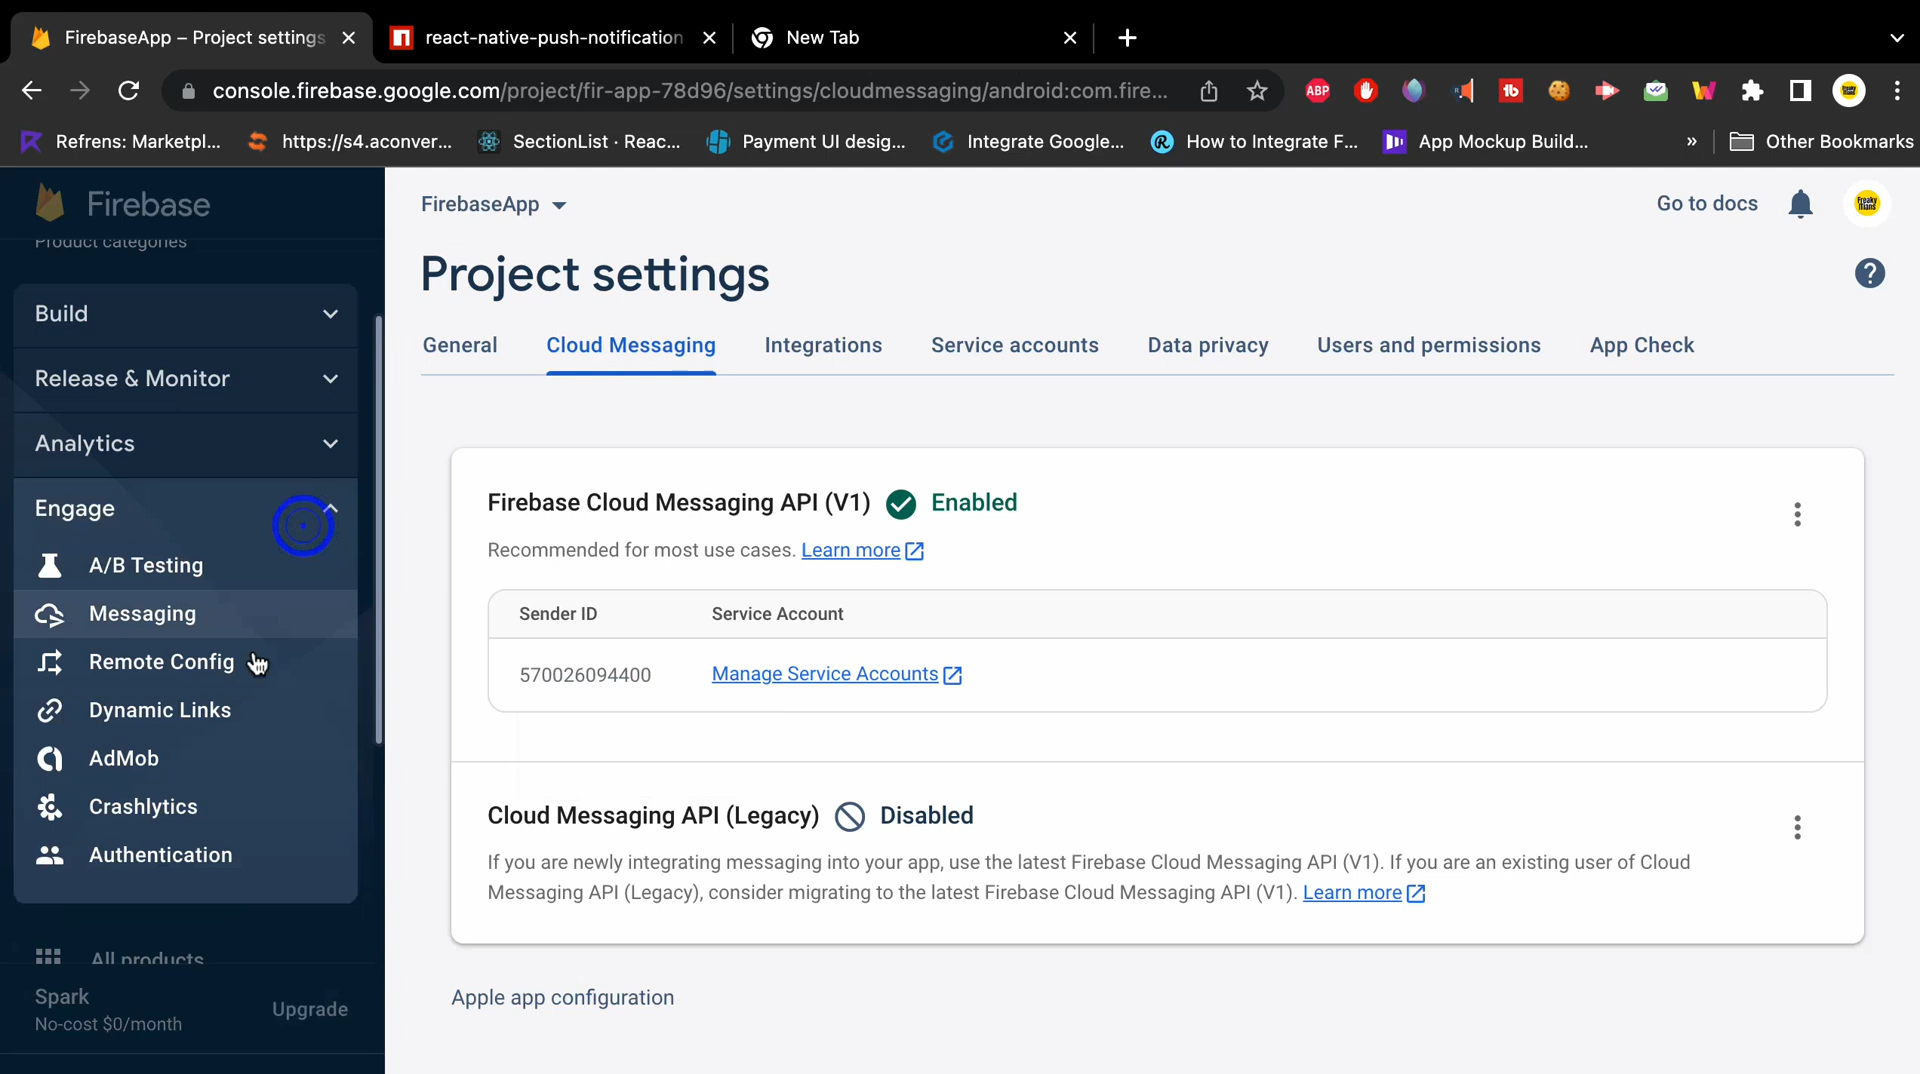 FirebaseApp – Project settings
react-native-push-notification
New Tab
console.firebase.google.com/project/fir-app-78d96/settings/cloudmessaging/android:com.fire...
ABP
Refrens: Marketpl...
https://s4.aconver...
SectionList · Reac...
Payment UI desig...
Integrate Google...
How to Integrate F...
App Mockup Build...
»
Other Bookmarks
Firebase
Product categories
Build
Release & Monitor
Analytics
Engage
A/B Testing
Messaging
Remote Config
Dynamic Links
AdMob
Crashlytics
Authentication
All products
Spark
No-cost $0/month
Upgrade
FirebaseApp
Go to docs
Project settings
General
Cloud Messaging
Integrations
Service accounts
Data privacy
Users and permissions
App Check
Firebase Cloud Messaging API (V1)
Enabled
Recommended for most use cases. Learn more
Sender ID
Service Account
570026094400
Manage Service Accounts
Cloud Messaging API (Legacy)
Disabled
If you are newly integrating messaging into your app, use the latest Firebase Cloud Messaging API (V1). If you are an existing user of Cloud
Messaging API (Legacy), consider migrating to the latest Firebase Cloud Messaging API (V1). Learn more
Apple app configuration